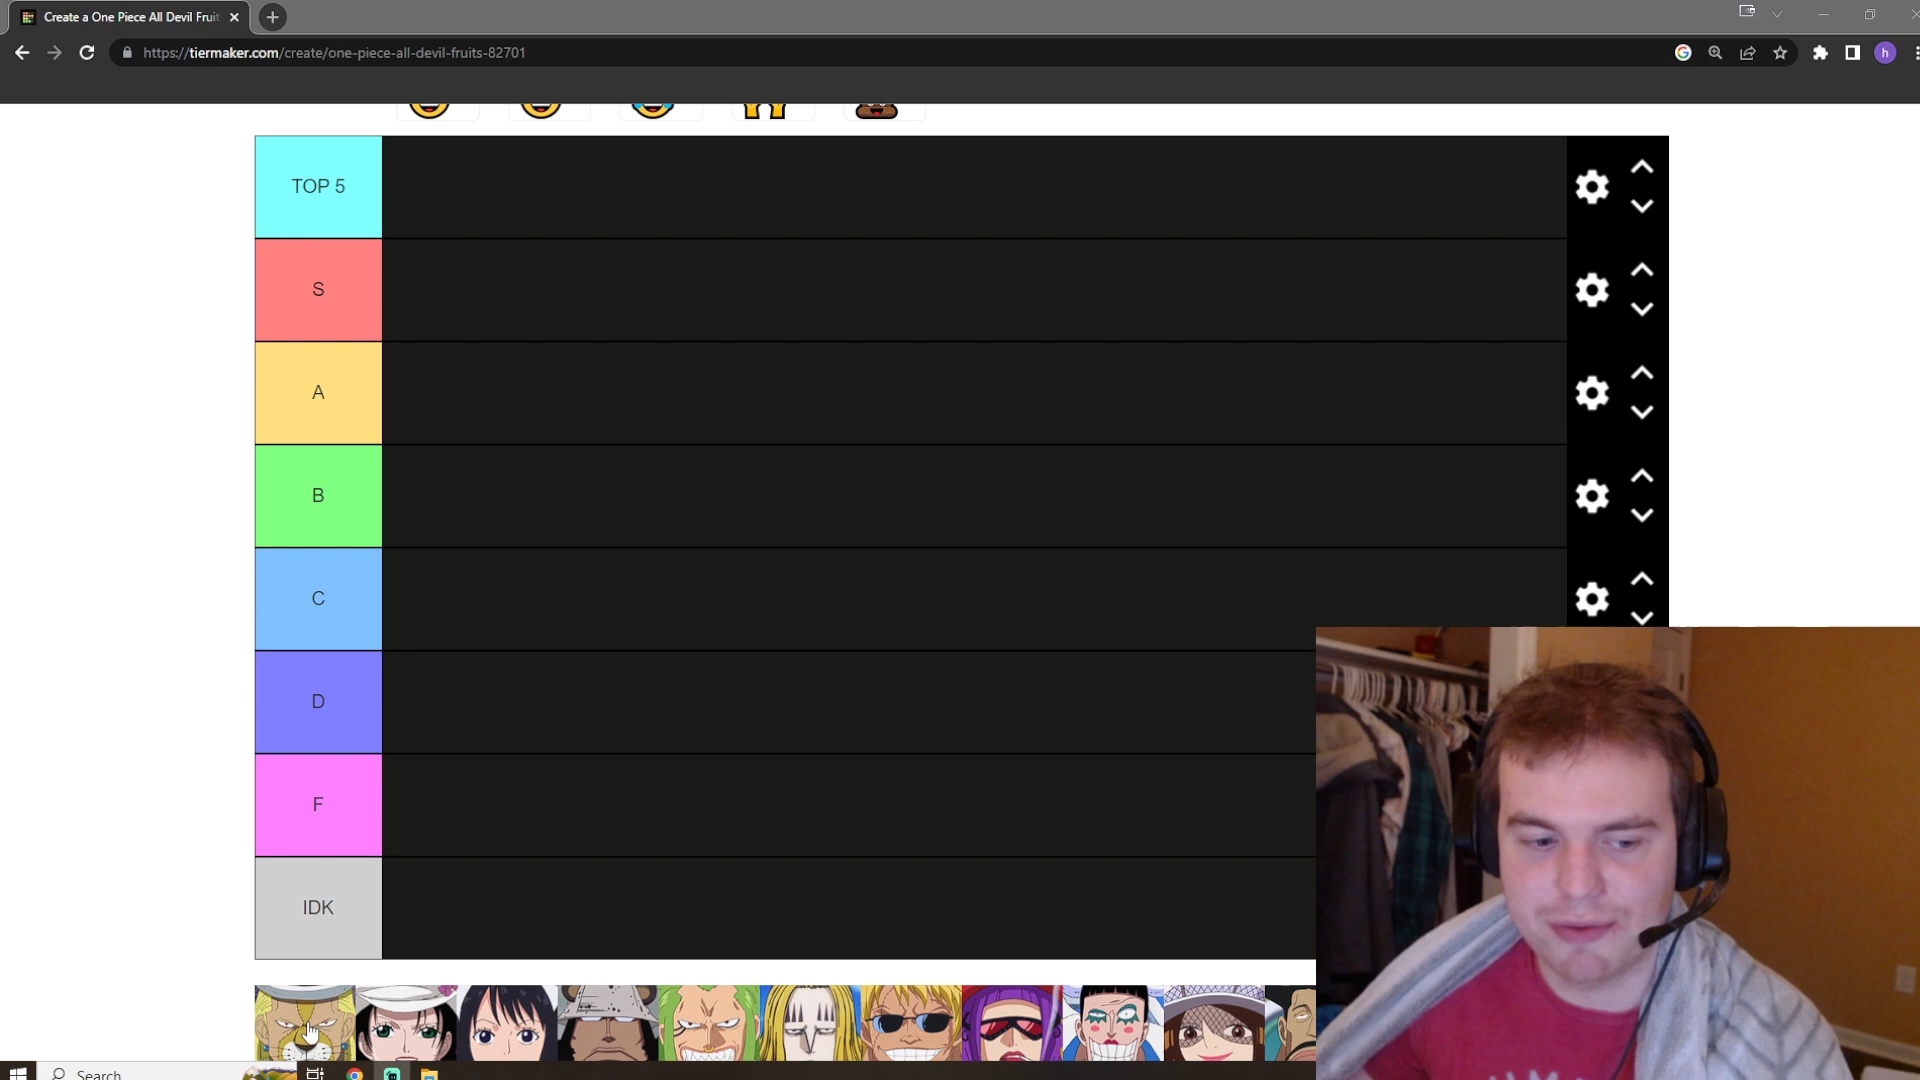 Create a One Piece All Devil Fruit
https://tiermaker.com/create/one-piece-all-devil-fruits-82701
h
TOP 5
S
A
B
C
D
F
IDK
Search